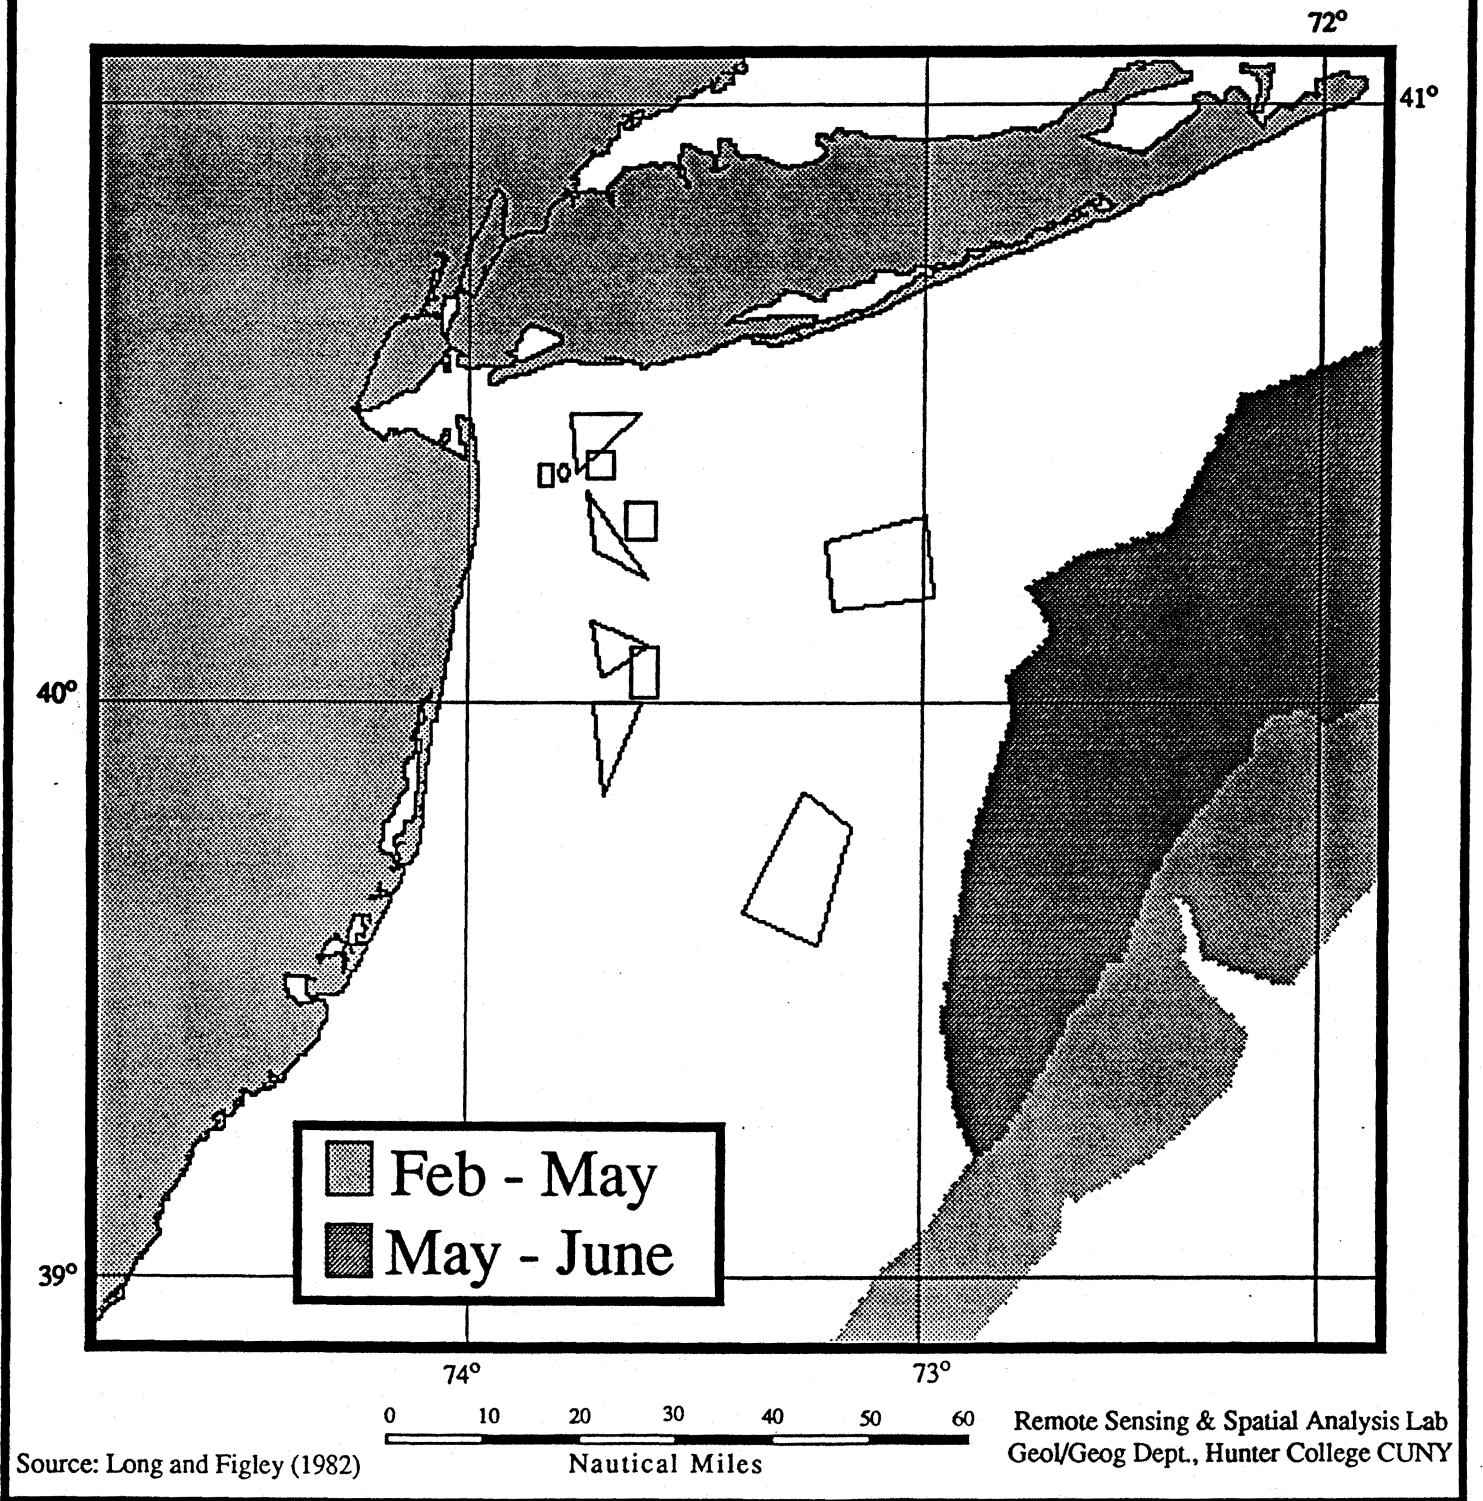 72°
41°
40°
Feb - May
May - June
39°
74°
73°
0 10 20 30 40 50 60
Nautical Miles
Source: Long and Figley (1982)
Remote Sensing & Spatial Analysis Lab
Geol/Geog Dept., Hunter College CUNY